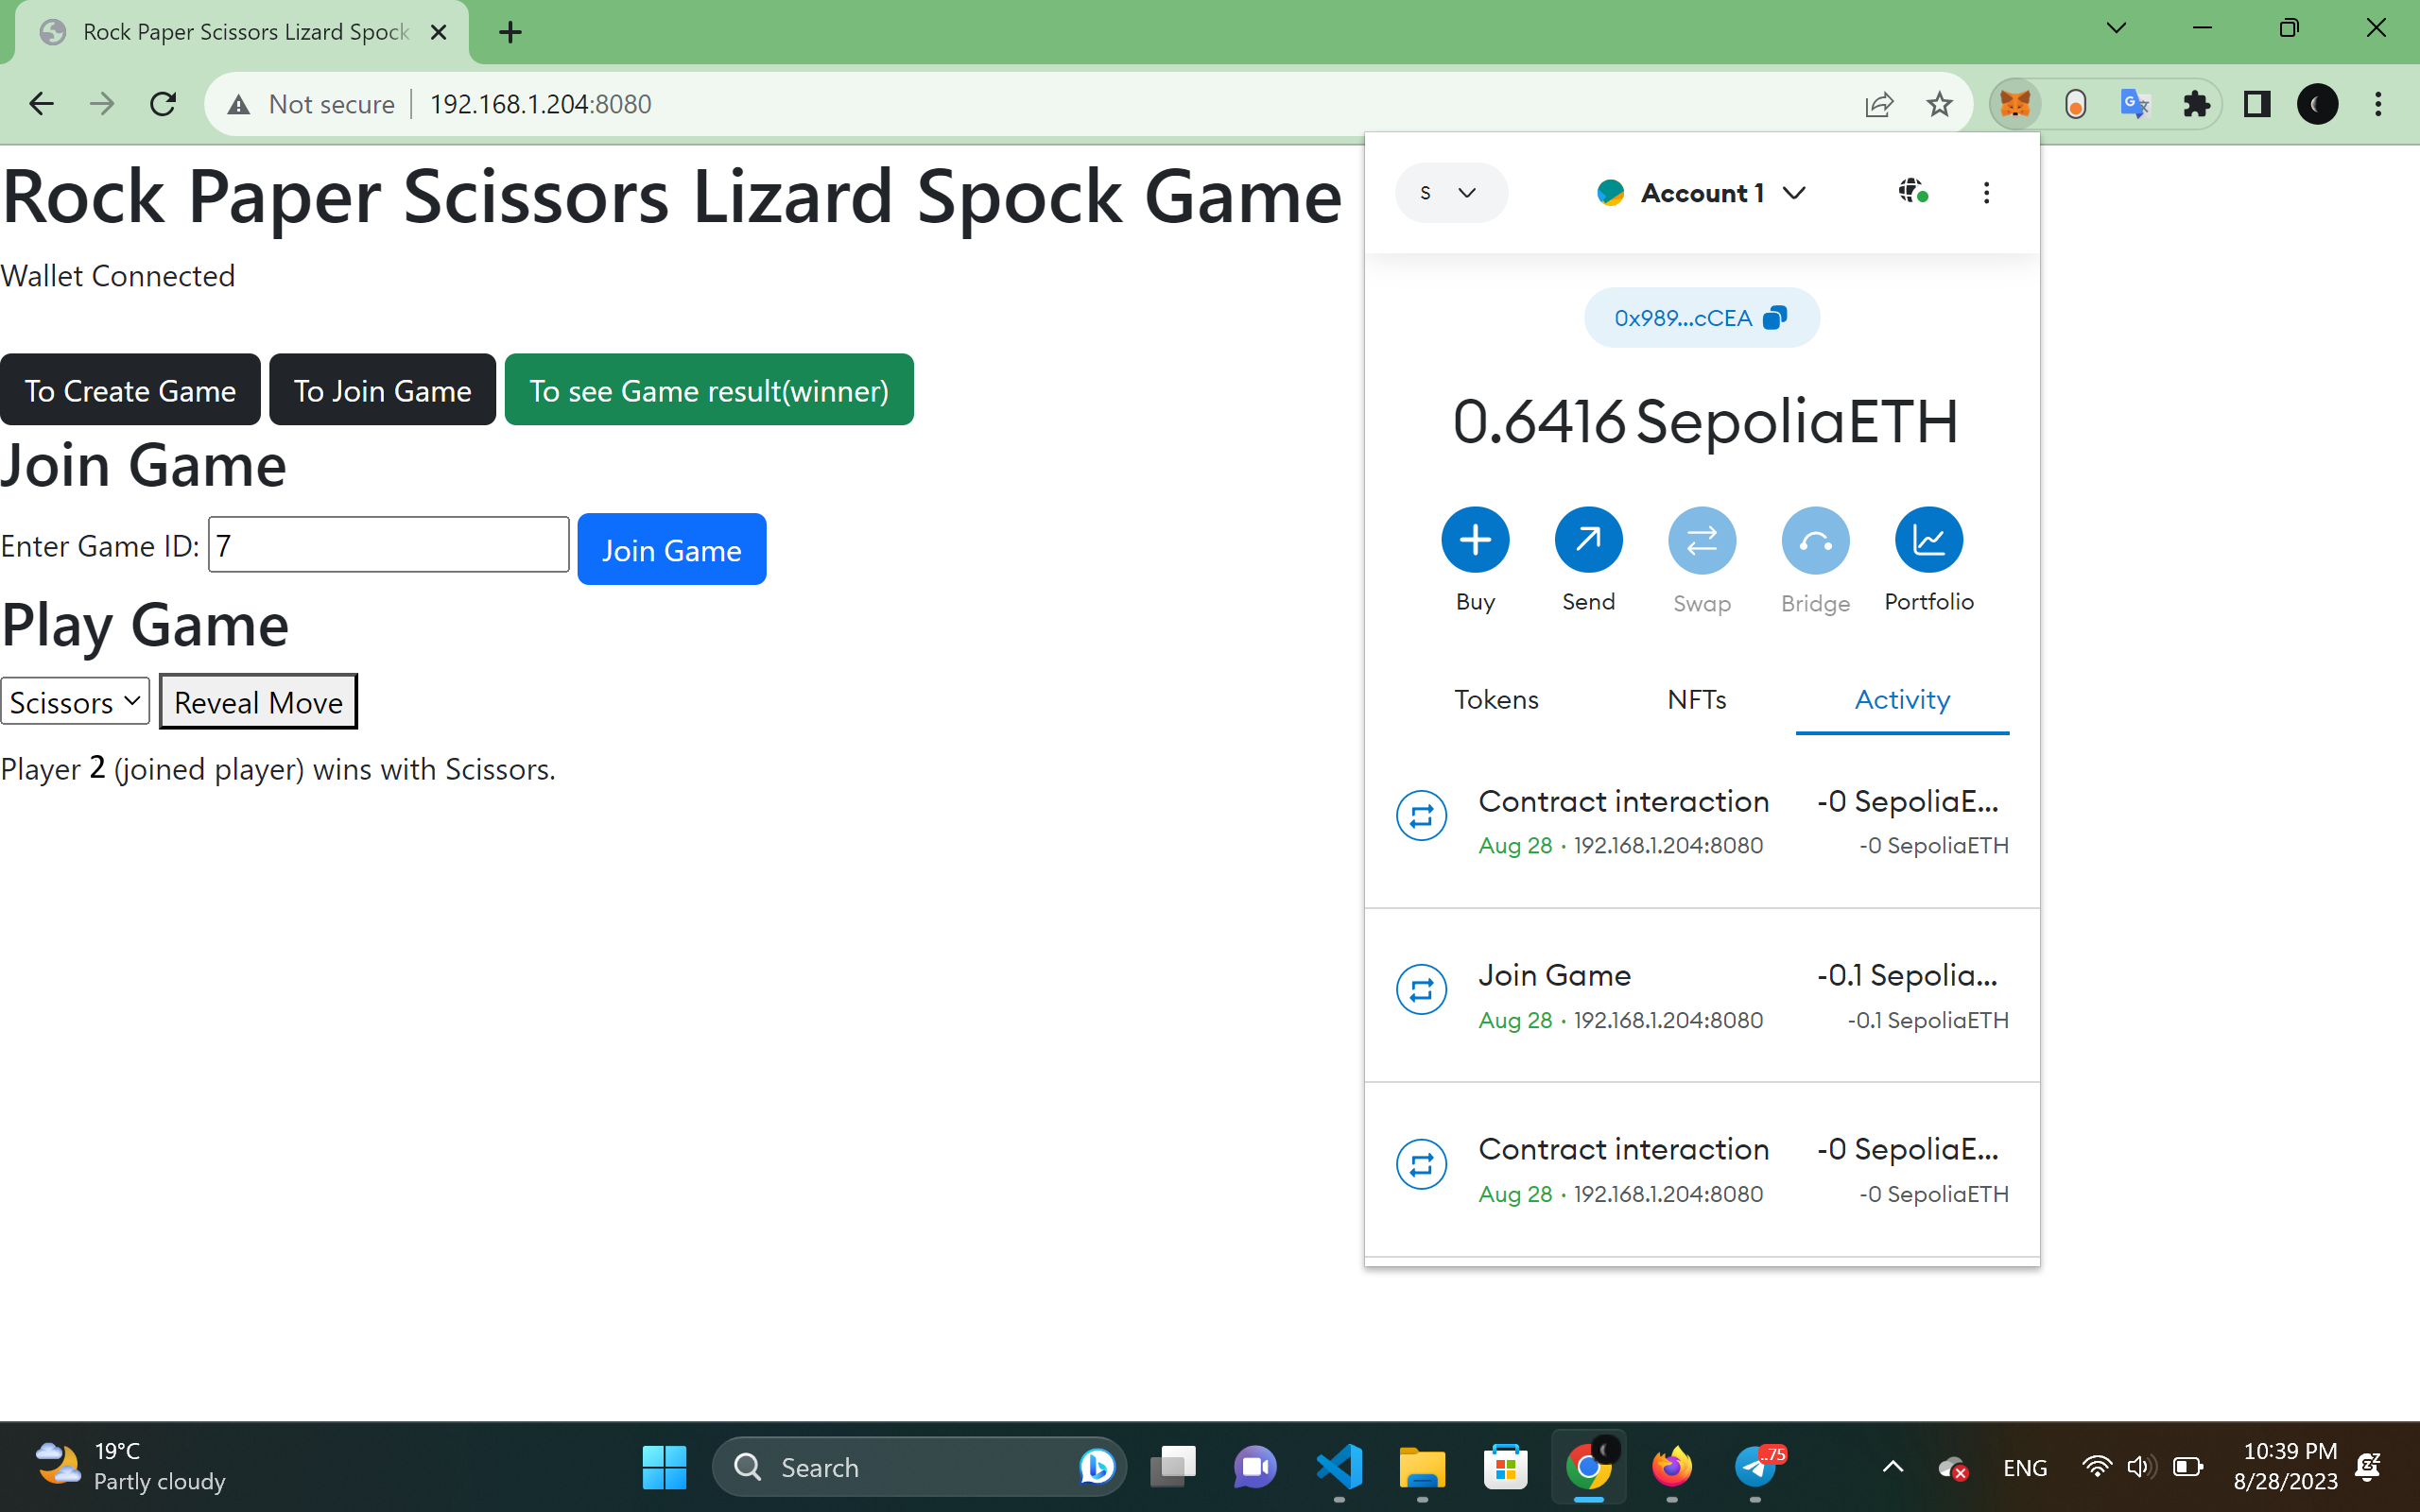 Rock Paper Scissors Lizard Spock
Not secure
192.168.1.204:8080
Rock Paper Scissors Lizard Spock Game
Wallet Connected
To Create Game
To Join Game
To see Game result(winner)
Join Game
Enter Game ID: 7
Join Game
Play Game
Scissors
Reveal Move
Player 2 (joined player) wins with Scissors.
S
Account 1
0x989...cCEA
0.6416 SepoliaETH
Buy
Send
Swap
Bridge
Portfolio
Tokens
NFTs
Activity
Contract interaction
-0 SepoliaE...
Aug 28 · 192.168.1.204:8080
-0 SepoliaETH
Join Game
-0.1 Sepolia...
Aug 28 · 192.168.1.204:8080
-0.1 SepoliaETH
Contract interaction
-0 SepoliaE...
Aug 28 · 192.168.1.204:8080
-0 SepoliaETH
19°C
Partly cloudy
Search
..75
ENG
10:39 PM
8/28/2023